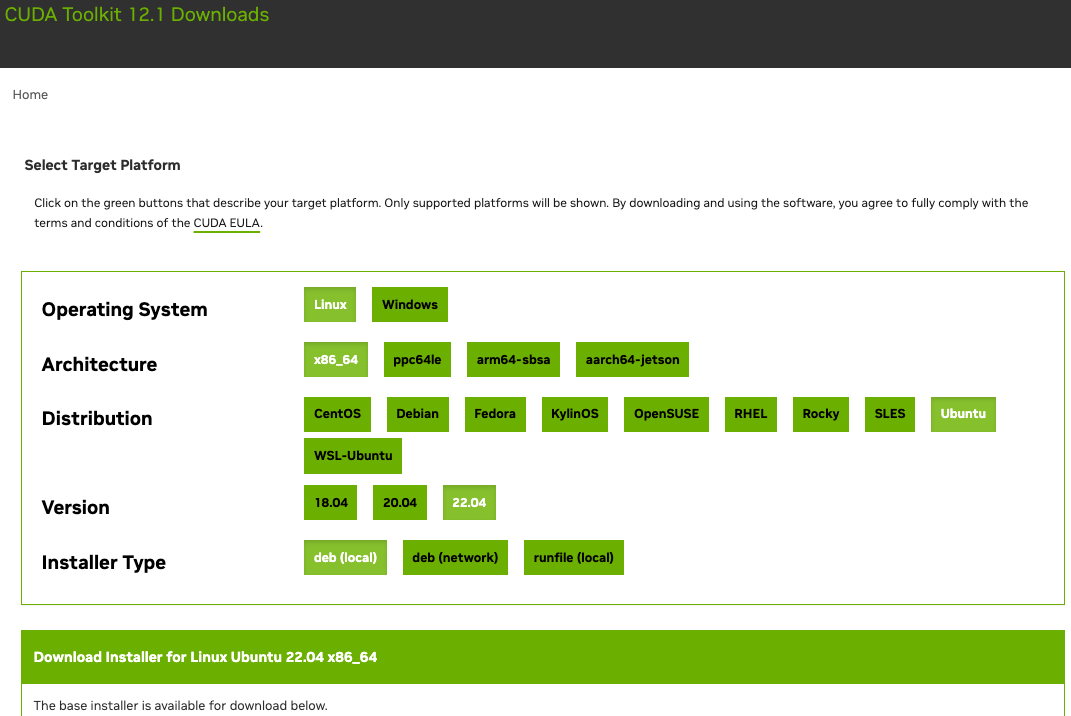 CUDA Toolkit 12.1 Downloads
Home
Select Target Platform
Click on the green buttons that describe your target platform. Only supported platforms will be shown. By downloading and using the software, you agree to fully comply with the
terms and conditions of the CUDA EULA.
Operating System Linux Windows
Architecture x86_64 ppc64le arm64-sbsa aarch64-jetson
Distribution CentOS Debian Fedora KylinOS OpenSUSE RHEL Rocky SLES Ubuntu
WSL-Ubuntu
Version 18.04 20.04 22.04
Installer Type deb (local) deb (network) runfile (local)
Download Installer for Linux Ubuntu 22.04 x86_64
The base installer is available for download below.